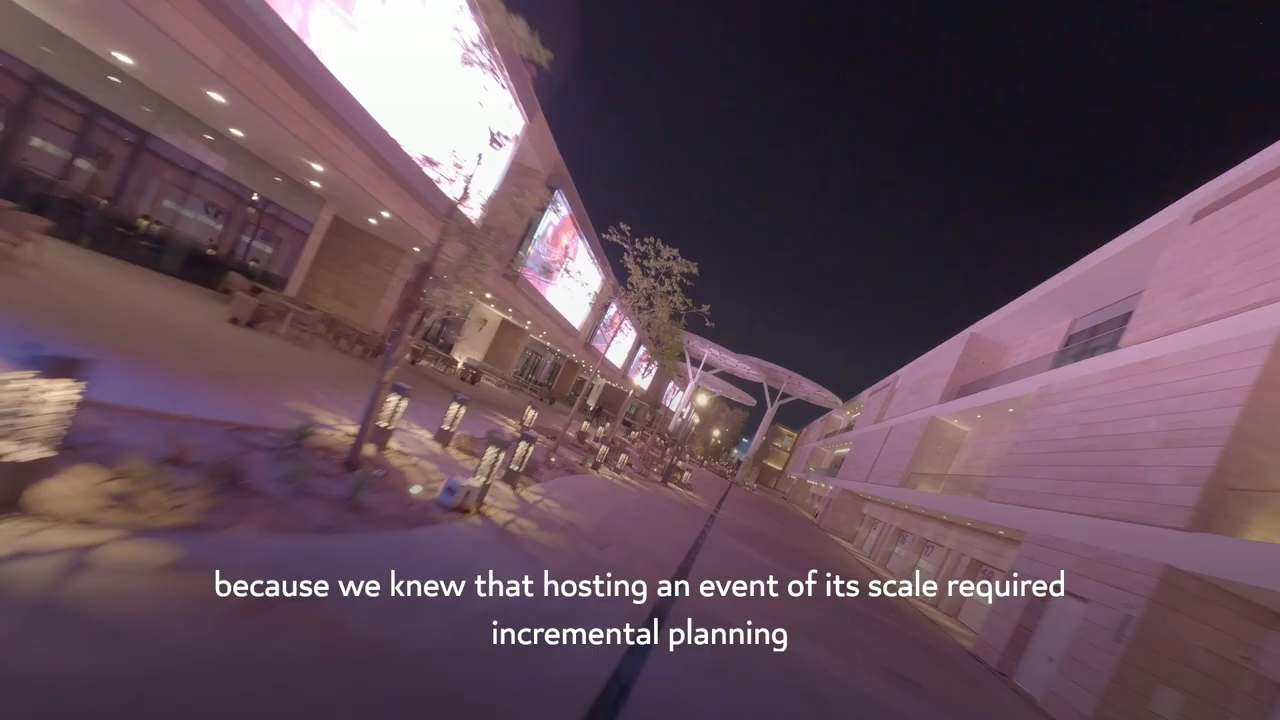 because we knew that hosting an event of its scale required
incremental planning